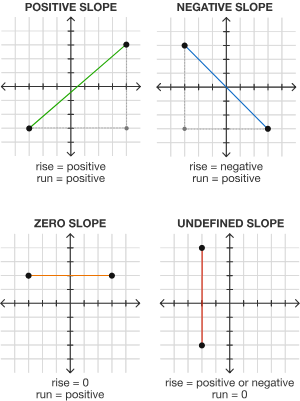 POSITIVE SLOPE
rise = positive
run = positive
NEGATIVE SLOPE
rise = negative
run = positive
ZERO SLOPE
rise = 0
run = positive
UNDEFINED SLOPE
rise = positive or negative
run = 0